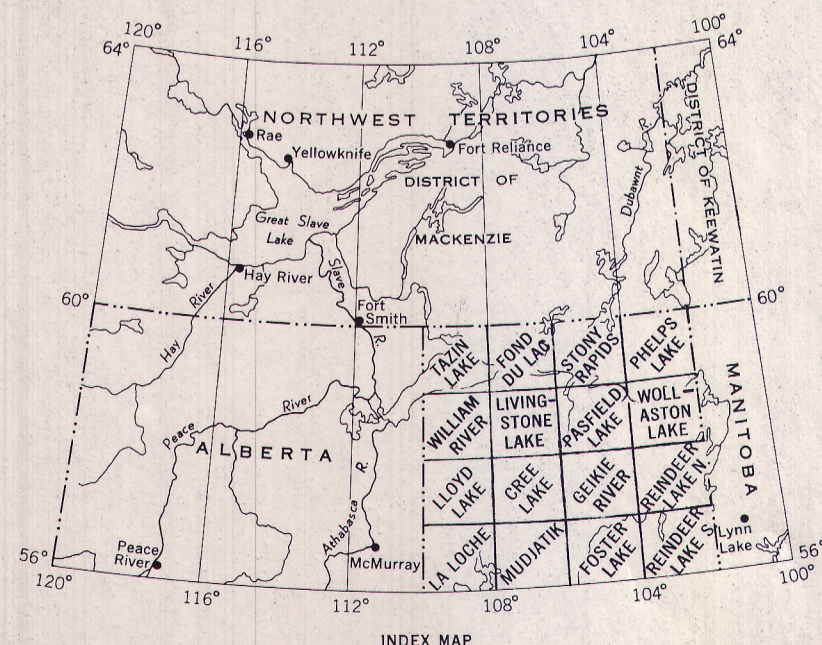 120°
116°
112°
108°
104°
100°
64°
64°
NORTHWEST TERRITORIES
Rae
Yellowknife
Fort Reliance
DISTRICT OF
MACKENZIE
DISTRICT OF KEEWATIN
Dubawnt
Great Slave
Lake
Hay River
Slave
R.
Hay
River
Fort
Smith
60°
60°
TAZIN
LAKE
FOND
DU LAC
STONY
RAPIDS
PHELPS
LAKE
WILLIAM
RIVER
LIVING-
STONE
LAKE
PASFIELD
LAKE
WOLL-
ASTON
LAKE
LLOYD
LAKE
CREE
LAKE
GEIKIE
RIVER
REINDEER
LAKE N.
LA LOCHE
MUDJATIK
FOSTER
LAKE
REINDEER
LAKE S.
MANITOBA
Lynn
Lake
Peace
River
ALBERTA
Athabasca
R.
McMurray
Peace
River
56°
56°
120°
116°
112°
108°
104°
100°
INDEX MAP